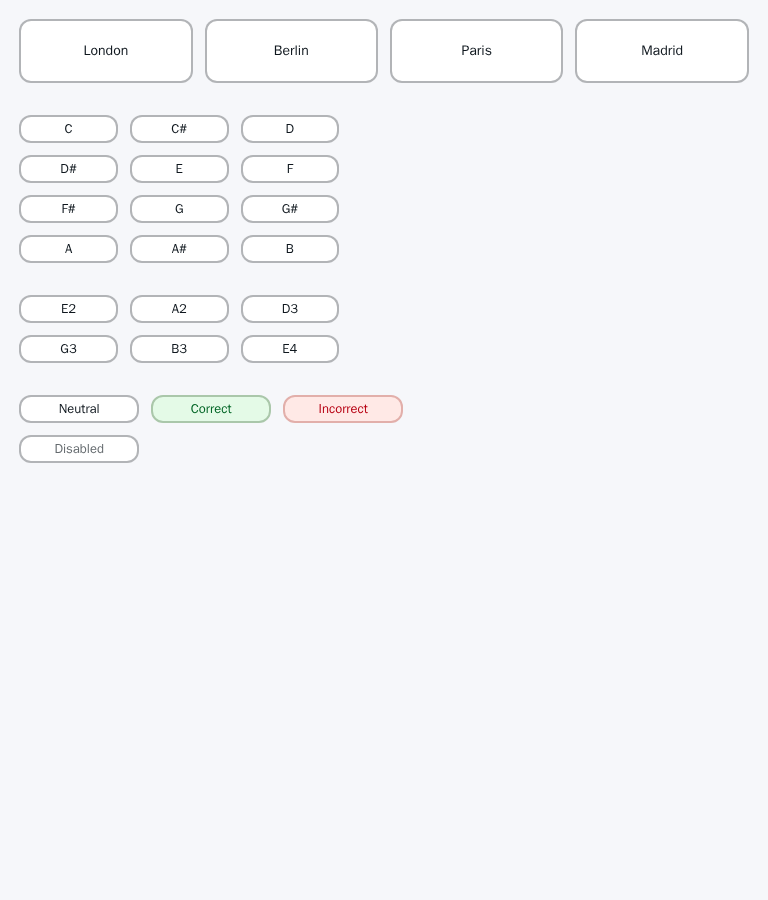 London Berlin Paris Madrid
C C# D
D# E F
F# G G#
A A# B
E2 A2 D3
G3 B3 E4
Neutral Correct Incorrect
Disabled